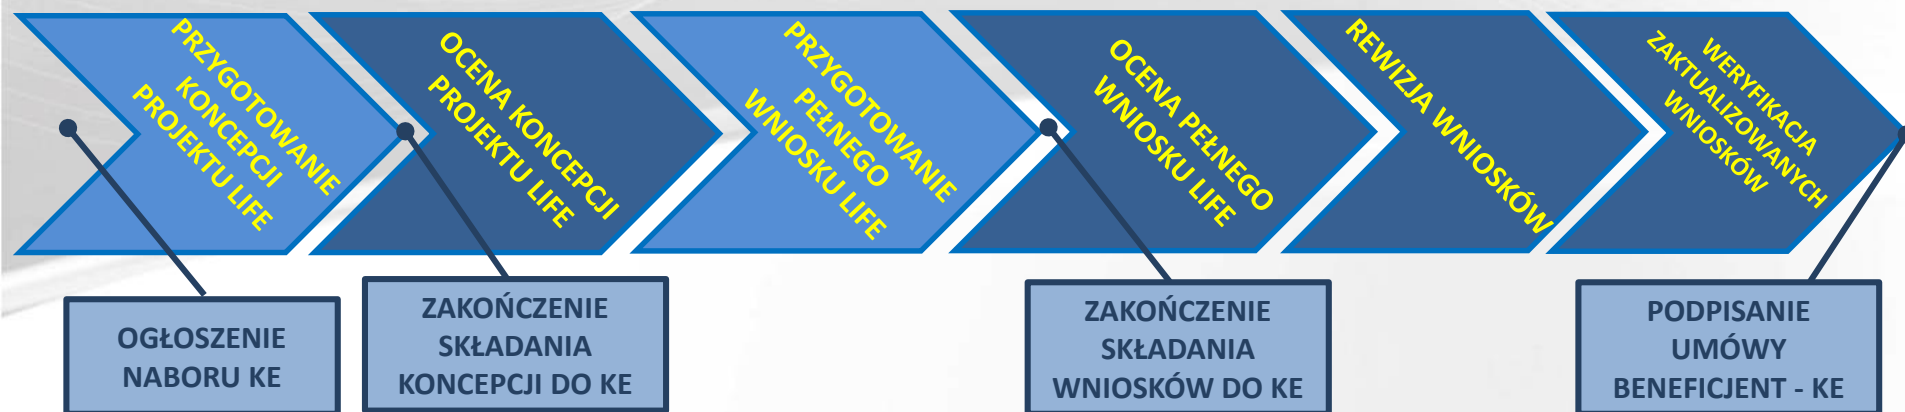 PRZYGOTOWANIE
KONCEPCJI
PROJEKTU LIFE
OCENA KONCEPCJI
PROJEKTU LIFE
PRZYGOTOWANIE
PEŁNEGO
WNIOSKU LIFE
OCENA PEŁNEGO
WNIOSKU LIFE
REWIZJA WNIOSKÓW
WERYFIKACJA
ZAKTUALIZOWANYCH
WNIOSKÓW
OGŁOSZENIE
NABORU KE
ZAKOŃCZENIE
SKŁADANIA
KONCEPCJI DO KE
ZAKOŃCZENIE
SKŁADANIA
WNIOSKÓW DO KE
PODPISANIE
UMÓWY
BENEFICJENT - KE